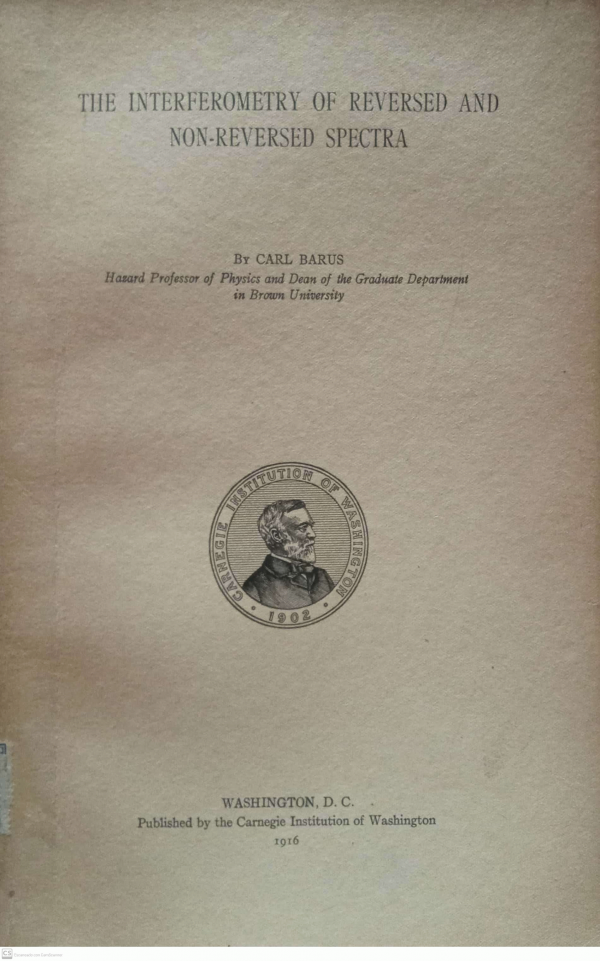 THE INTERFEROMETRY OF REVERSED AND
NON-REVERSED SPECTRA
BY CARL BARUS
Hazard Professor of Physics and Dean of the Graduate Department
in Brown University
CARNEGIE INSTITUTION OF WASHINGTON
· 1902 ·
WASHINGTON, D. C.
Published by the Carnegie Institution of Washington
1916
CS